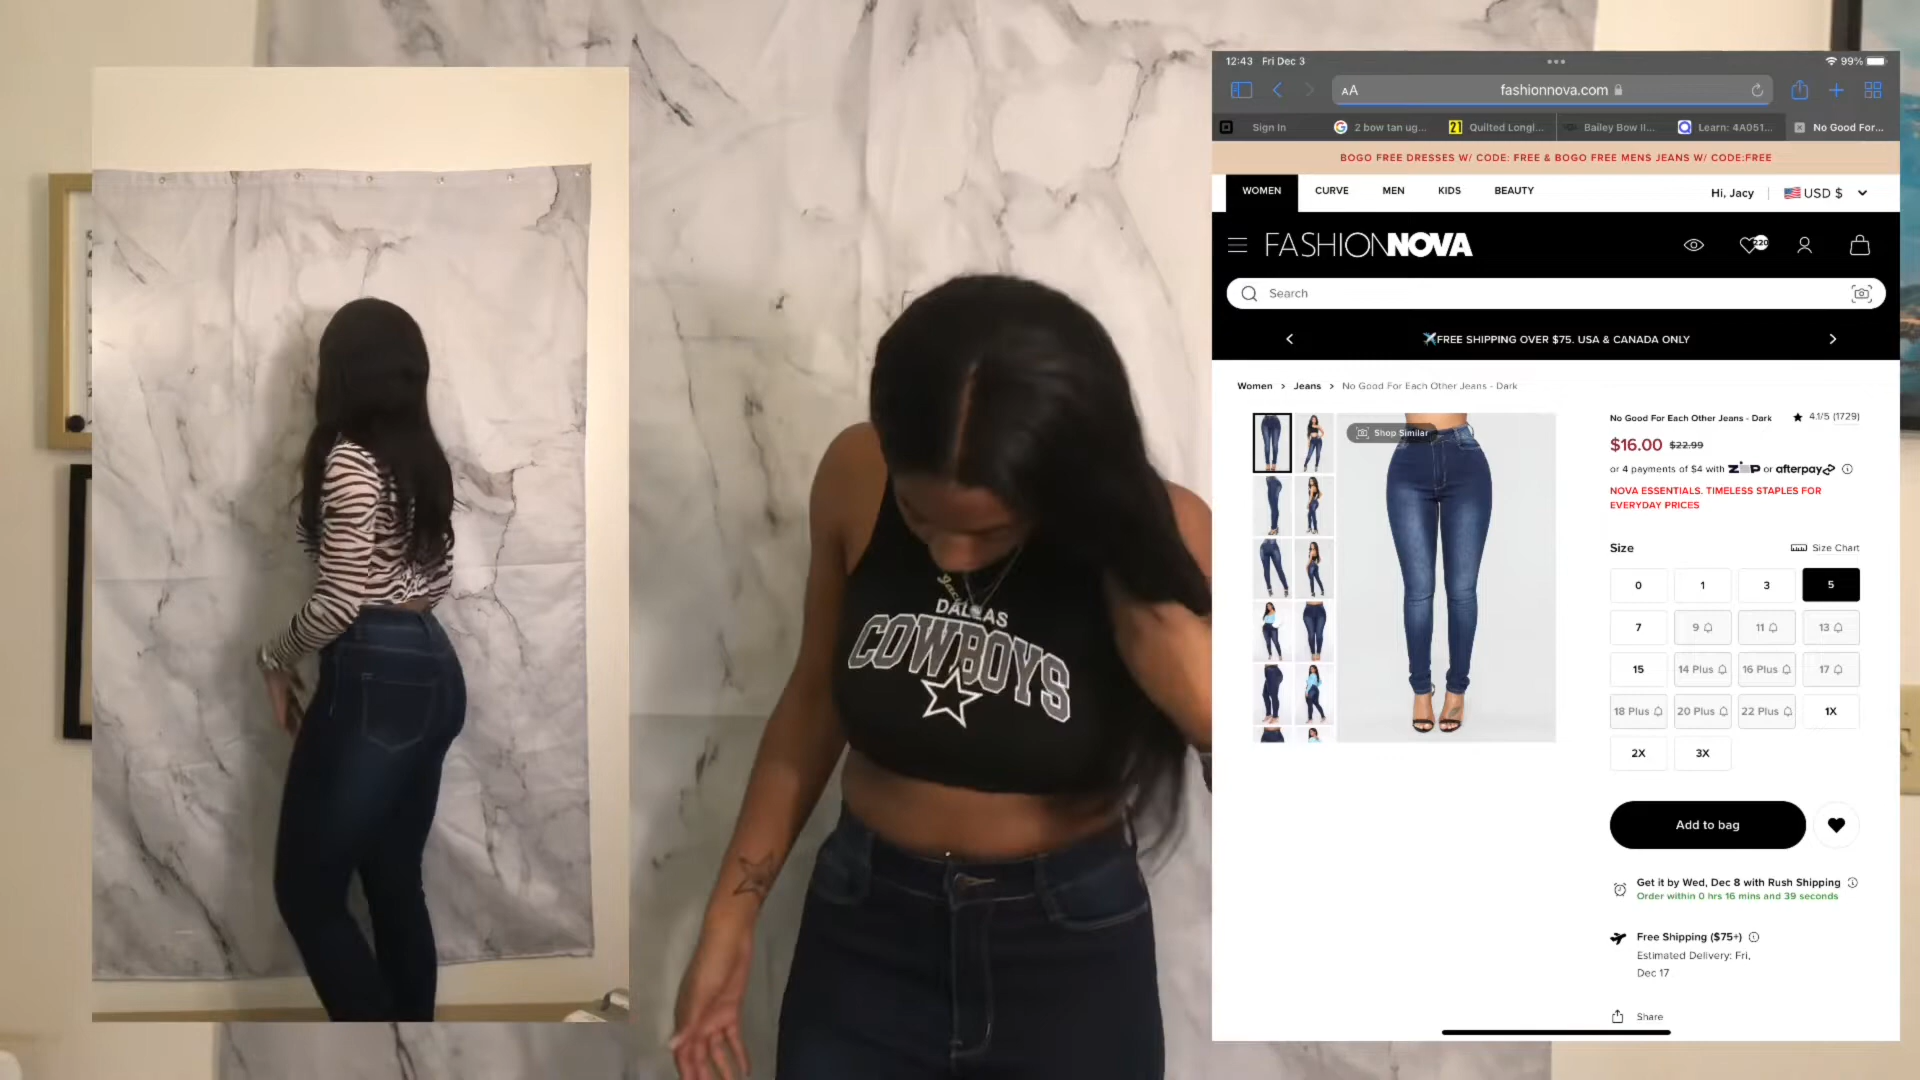 Jacy
DALLAS
COWBOYS
12:43 Fri Dec 3
99%
AA
fashionnova.com
Sign In
2 bow tan ug...
21
Quilted Longl...
Bailey Bow II...
Learn: 4A051...
No Good For...
BOGO FREE DRESSES W/ CODE: FREE & BOGO FREE MENS JEANS W/ CODE:FREE
WOMEN CURVE MEN KIDS BEAUTY
Hi, Jacy
USD $
FASHIONNOVA
220
Search
FREE SHIPPING OVER $75. USA & CANADA ONLY
Women > Jeans > No Good For Each Other Jeans - Dark
Shop Similar
No Good For Each Other Jeans - Dark
4.1/5 (1729)
$16.00 $22.99
or 4 payments of $4 with ZIP or afterpay
NOVA ESSENTIALS. TIMELESS STAPLES FOR
EVERYDAY PRICES
Size
Size Chart
0 1 3 5
7 9 11 13
15 14 Plus 16 Plus 17
18 Plus 20 Plus 22 Plus 1X
2X 3X
Add to bag
Get it by Wed, Dec 8 with Rush Shipping
Order within 0 hrs 16 mins and 39 seconds
Free Shipping ($75+)
Estimated Delivery: Fri,
Dec 17
Share